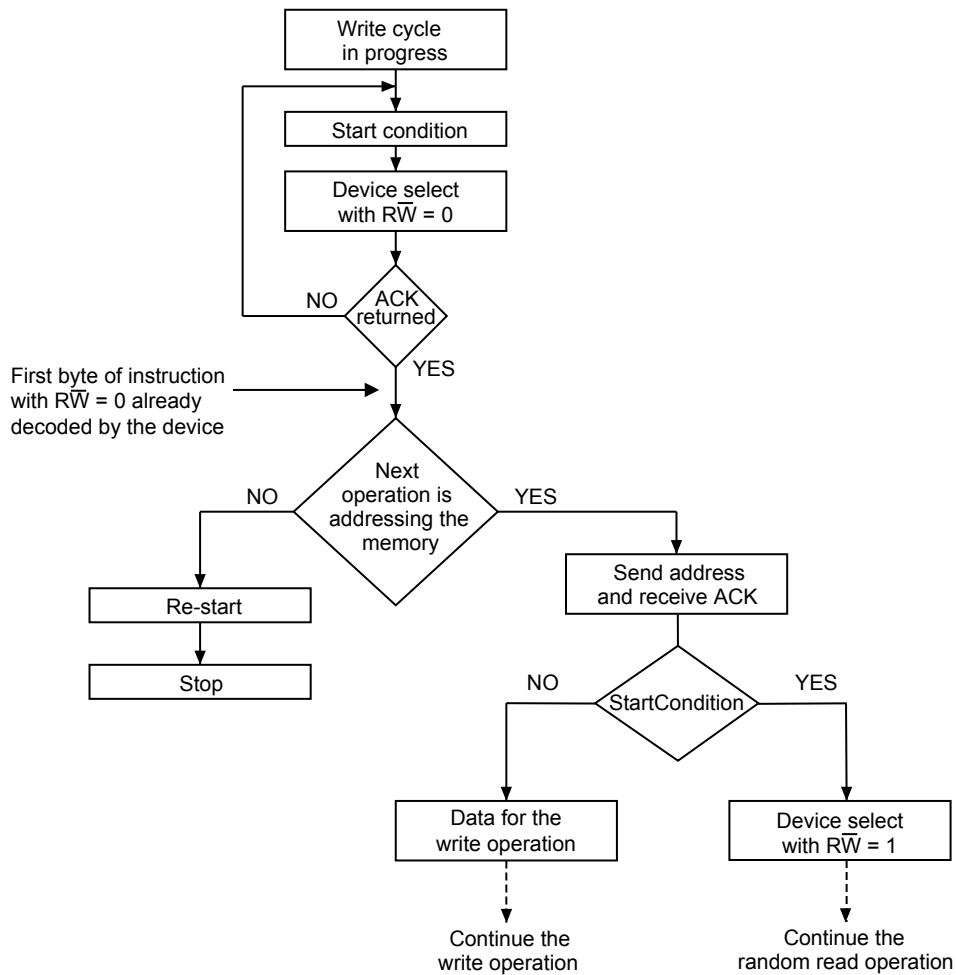 Write cycle
in progress
Start condition
Device select
with RW̅ = 0
NO
ACK
returned
YES
First byte of instruction
with RW̅ = 0 already
decoded by the device
Next
operation is
addressing the
memory
NO
YES
Re-start
Send address
and receive ACK
Stop
NO
StartCondition
YES
Data for the
write operation
Device select
with RW̅ = 1
Continue the
write operation
Continue the
random read operation